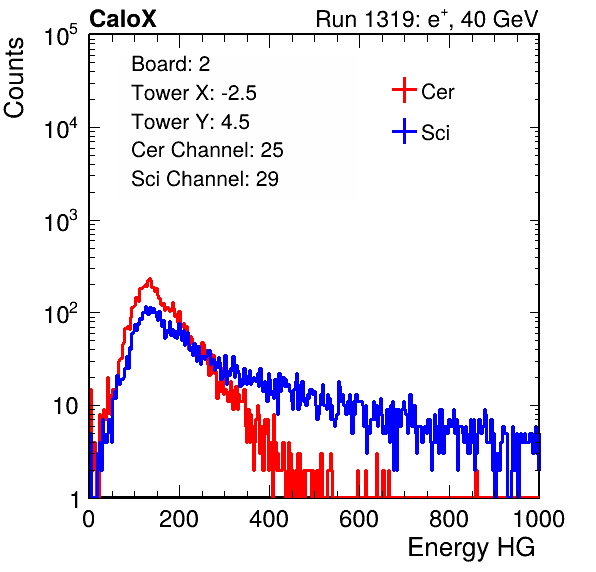 CaloX Run 1319: e⁺, 40 GeV
Board: 2
Tower X: -2.5
Tower Y: 4.5
Cer Channel: 25
Sci Channel: 29
Cer
Sci
Counts
10⁵
10⁴
10³
10²
10
1
0 200 400 600 800 1000
Energy HG